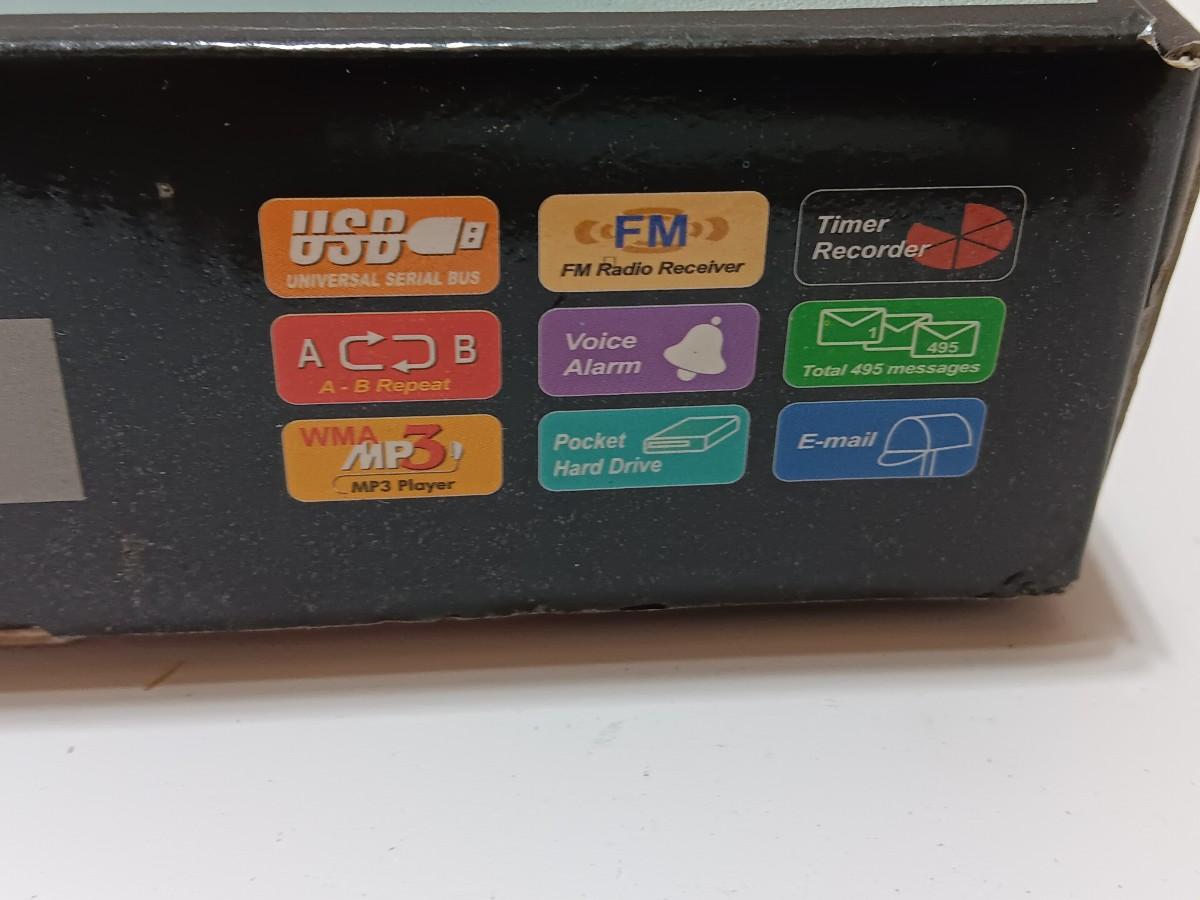 USB
UNIVERSAL SERIAL BUS
FM
FM Radio Receiver
Timer
Recorder
A B
A - B Repeat
Voice
Alarm
1
495
Total 495 messages
WMA
MP3
MP3 Player
Pocket
Hard Drive
E-mail